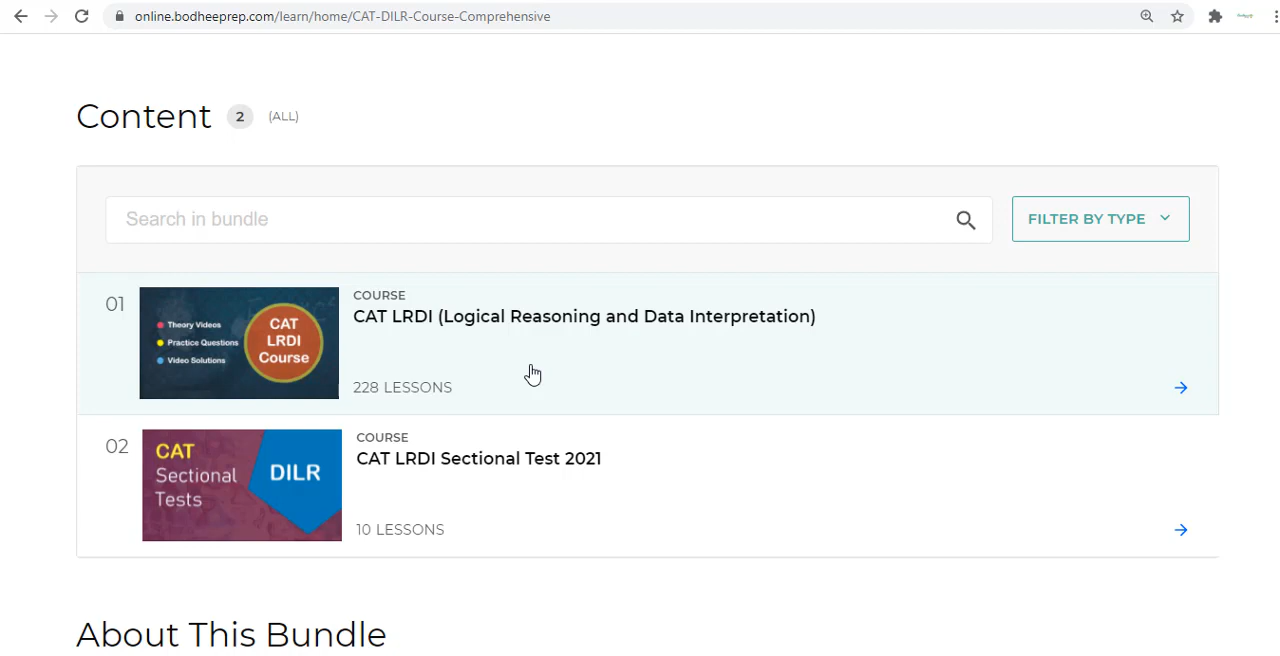 online.bodheeprep.com/learn/home/CAT-DILR-Course-Comprehensive
Content 2 (ALL)
Search in bundle
FILTER BY TYPE
01
Theory Videos
Practice Questions
Video Solutions
CAT
LRDI
Course
COURSE
CAT LRDI (Logical Reasoning and Data Interpretation)
228 LESSONS
02
CAT
Sectional
Tests
DILR
COURSE
CAT LRDI Sectional Test 2021
10 LESSONS
About This Bundle